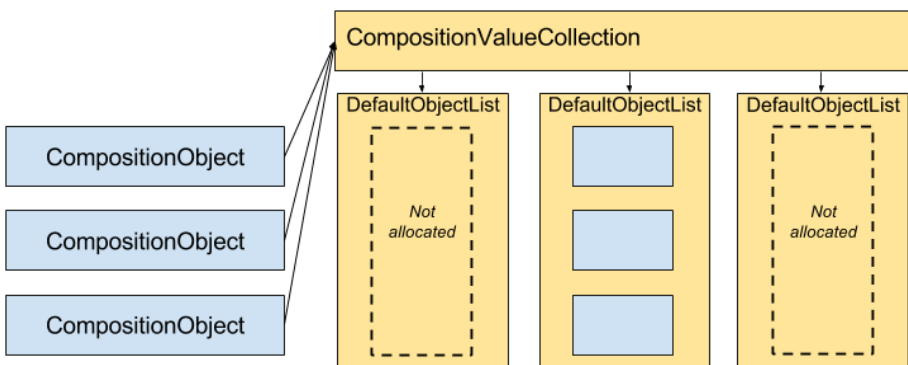 CompositionValueCollection
DefaultObjectList
DefaultObjectList
DefaultObjectList
CompositionObject
CompositionObject
CompositionObject
Not
allocated
Not
allocated